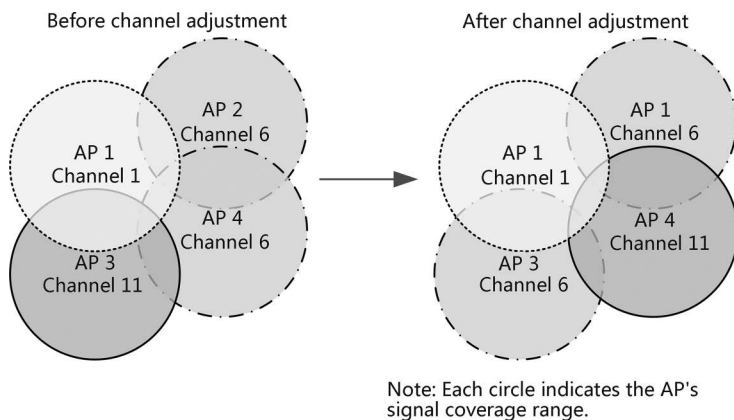 Before channel adjustment
After channel adjustment
AP 2
Channel 6
AP 1
Channel 1
AP 4
Channel 6
AP 3
Channel 11
AP 1
Channel 6
AP 1
Channel 1
AP 4
Channel 11
AP 3
Channel 6
Note: Each circle indicates the AP's
signal coverage range.